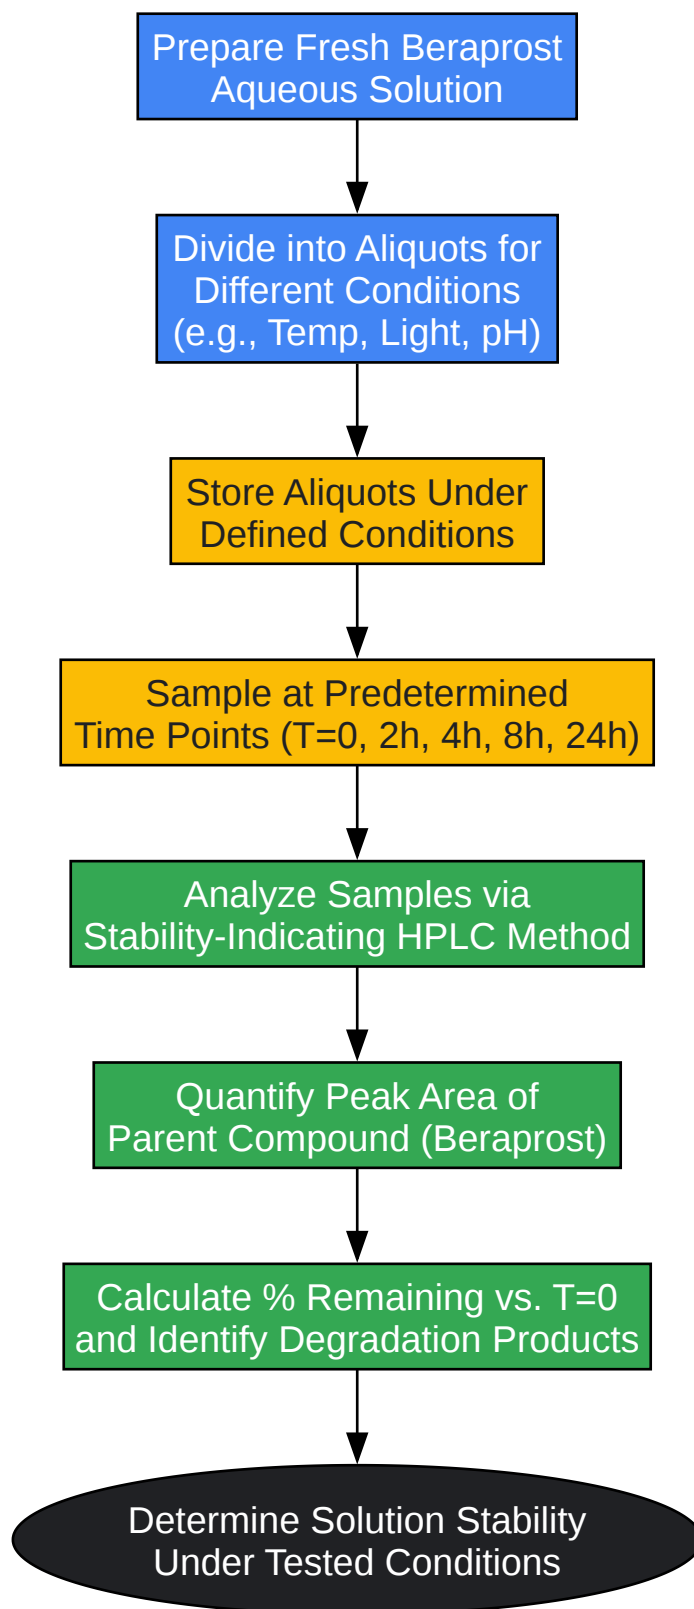 Prepare Fresh Beraprost
Aqueous Solution
Divide into Aliquots for
Different Conditions
(e.g., Temp, Light, pH)
Store Aliquots Under
Defined Conditions
Sample at Predetermined
Time Points (T=0, 2h, 4h, 8h, 24h)
Analyze Samples via
Stability-Indicating HPLC Method
Quantify Peak Area of
Parent Compound (Beraprost)
Calculate % Remaining vs. T=0
and Identify Degradation Products
Determine Solution Stability
Under Tested Conditions